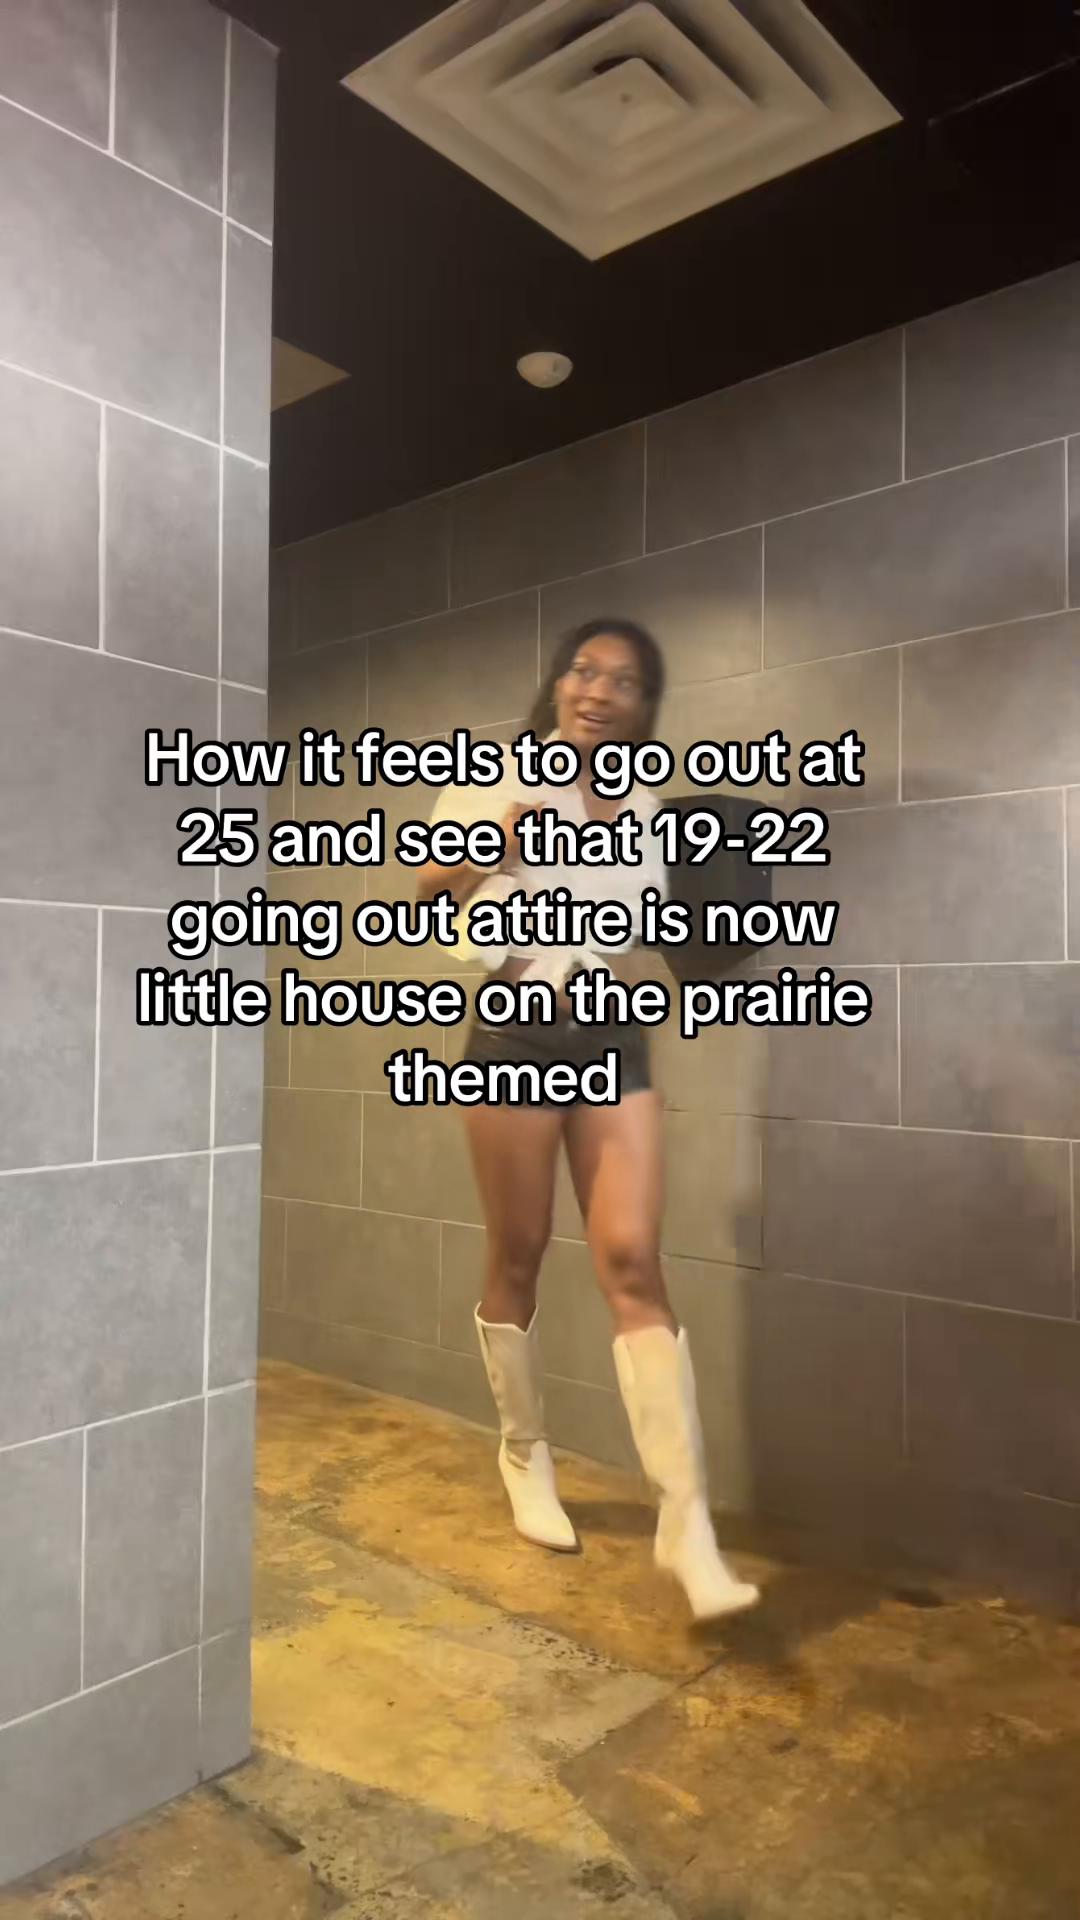 How it feels to go out at
25 and see that 19-22
going out attire is now
little house on the prairie
themed